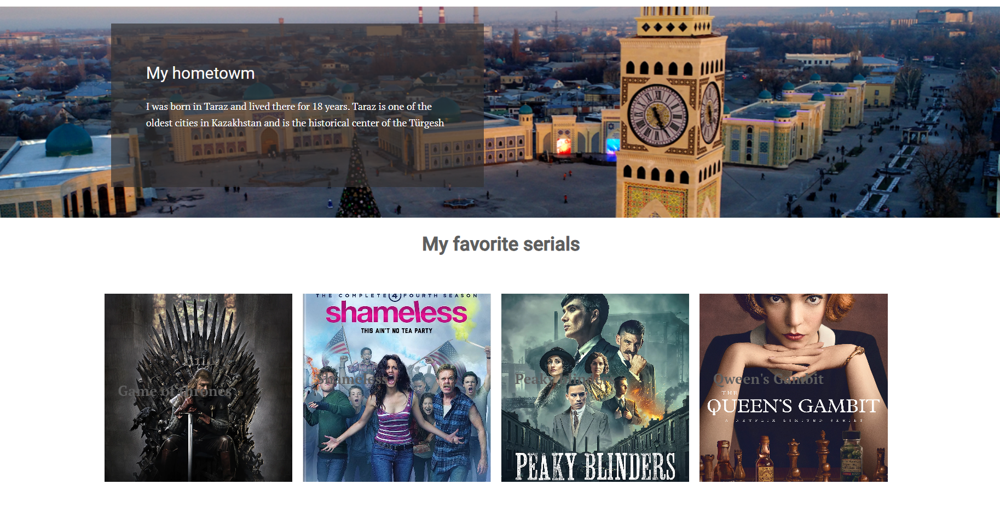 My hometowm
I was born in Taraz and lived there for 18 years. Taraz is one of the
oldest cities in Kazakhstan and is the historical center of the Türgesh
My favorite serials
Game of thrones
THE COMPLETE 4 FOURTH SEASON
shameless
THIS AIN'T NO TEA PARTY
Shameless
Peaky Blinders
PEAKY BLINDERS
Qween's Gambit
THE
QUEEN'S GAMBIT
A NETFLIX LIMITED SERIES